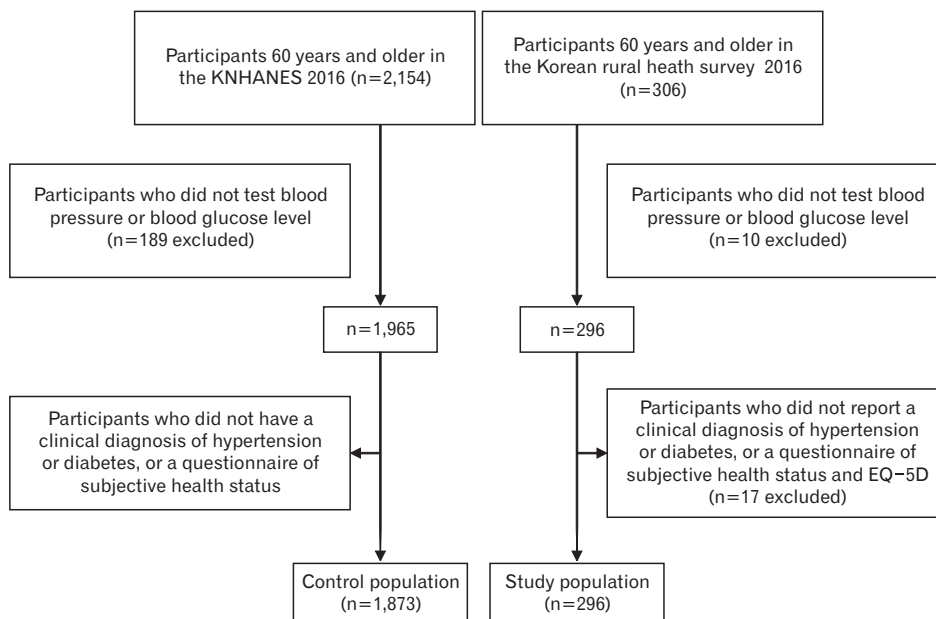 Participants 60 years and older in
the KNHANES 2016 (n=2,154)
Participants 60 years and older in
the Korean rural heath survey 2016
(n=306)
Participants who did not test blood
pressure or blood glucose level
(n=189 excluded)
Participants who did not test blood
pressure or blood glucose level
(n=10 excluded)
n=1,965
n=296
Participants who did not have a
clinical diagnosis of hypertension
or diabetes, or a questionnaire of
subjective health status
Participants who did not report a
clinical diagnosis of hypertension
or diabetes, or a questionnaire of
subjective health status and EQ-5D
(n=17 excluded)
Control population
(n=1,873)
Study population
(n=296)